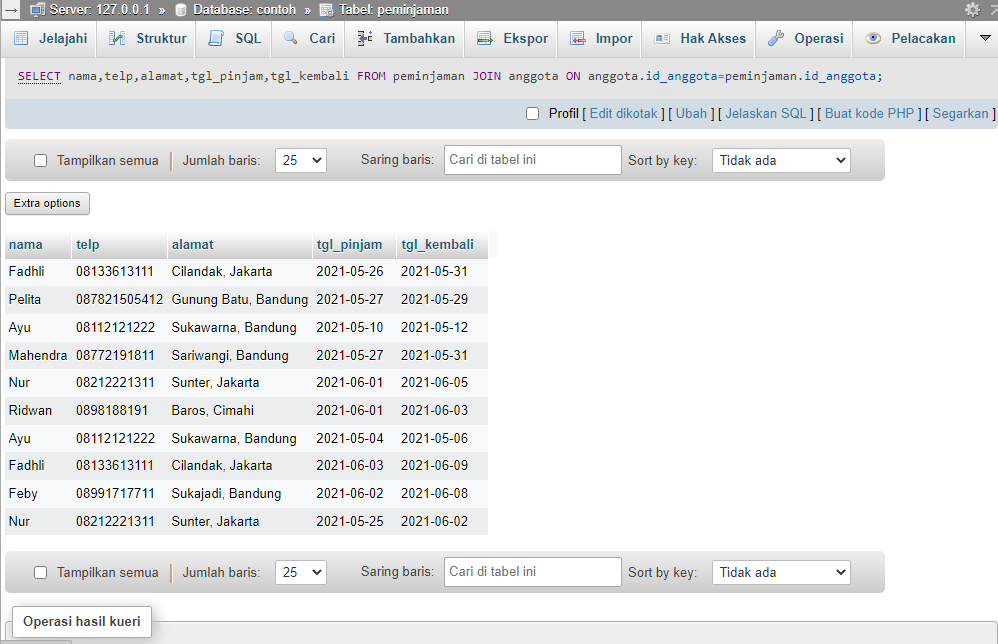 Server: 127.0.0.1 » Database: contoh » Tabel: peminjaman
Jelajahi Struktur SQL Cari Tambahkan Ekspor Impor Hak Akses Operasi Pelacakan
SELECT nama,telp,alamat,tgl_pinjam,tgl_kembali FROM peminjaman JOIN anggota ON anggota.id_anggota=peminjaman.id_anggota;
Profil [ Edit dikotak ] [ Ubah ] [ Jelaskan SQL ] [ Buat kode PHP ] [ Segarkan ]
Tampilkan semua | Jumlah baris: 25 Saring baris: Cari di tabel ini Sort by key: Tidak ada
Extra options
nama telp alamat tgl_pinjam tgl_kembali
Fadhli 08133613111 Cilandak, Jakarta 2021-05-26 2021-05-31
Pelita 087821505412 Gunung Batu, Bandung 2021-05-27 2021-05-29
Ayu 08112121222 Sukawarna, Bandung 2021-05-10 2021-05-12
Mahendra 08772191811 Sariwangi, Bandung 2021-05-27 2021-05-31
Nur 08212221311 Sunter, Jakarta 2021-06-01 2021-06-05
Ridwan 0898188191 Baros, Cimahi 2021-06-01 2021-06-03
Ayu 08112121222 Sukawarna, Bandung 2021-05-04 2021-05-06
Fadhli 08133613111 Cilandak, Jakarta 2021-06-03 2021-06-09
Feby 08991717711 Sukajadi, Bandung 2021-06-02 2021-06-08
Nur 08212221311 Sunter, Jakarta 2021-05-25 2021-06-02
Tampilkan semua | Jumlah baris: 25 Saring baris: Cari di tabel ini Sort by key: Tidak ada
Operasi hasil kueri